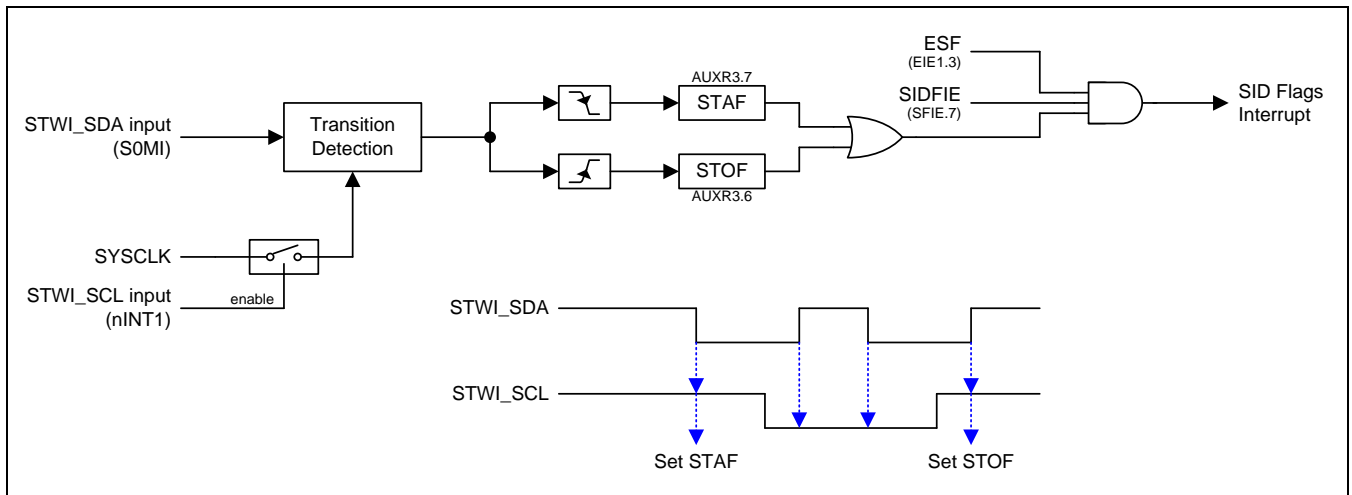 ESF
(EIE1.3)
AUXR3.7
STAF
SIDFIE
(SFIE.7)
SID Flags
Interrupt
STWI_SDA input
(S0MI)
Transition
Detection
STOF
AUXR3.6
SYSCLK
STWI_SCL input
(nINT1)
enable
STWI_SDA
STWI_SCL
Set STAF
Set STOF